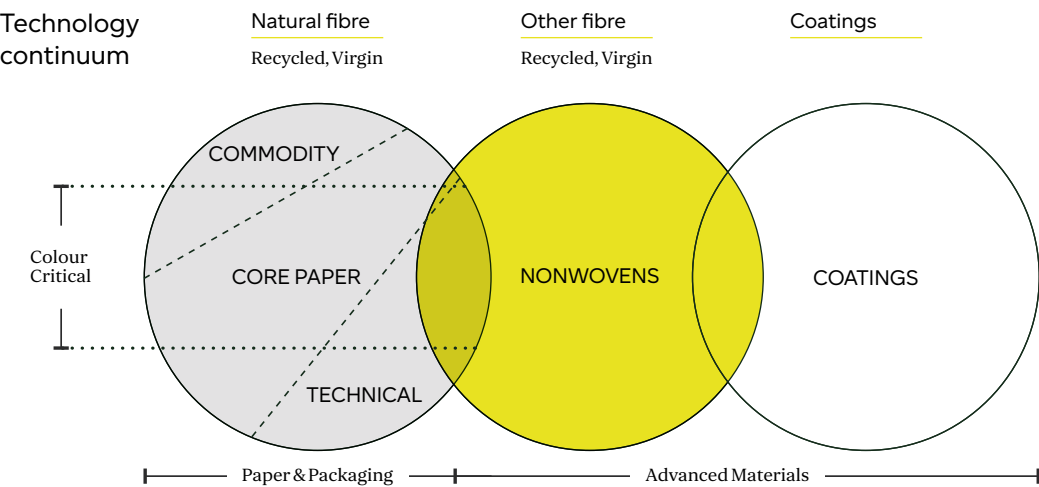 Technology
continuum
Natural fibre
Recycled, Virgin
Other fibre
Recycled, Virgin
Coatings
COMMODITY
Colour
Critical
CORE PAPER
NONWOVENS
COATINGS
TECHNICAL
Paper & Packaging
Advanced Materials